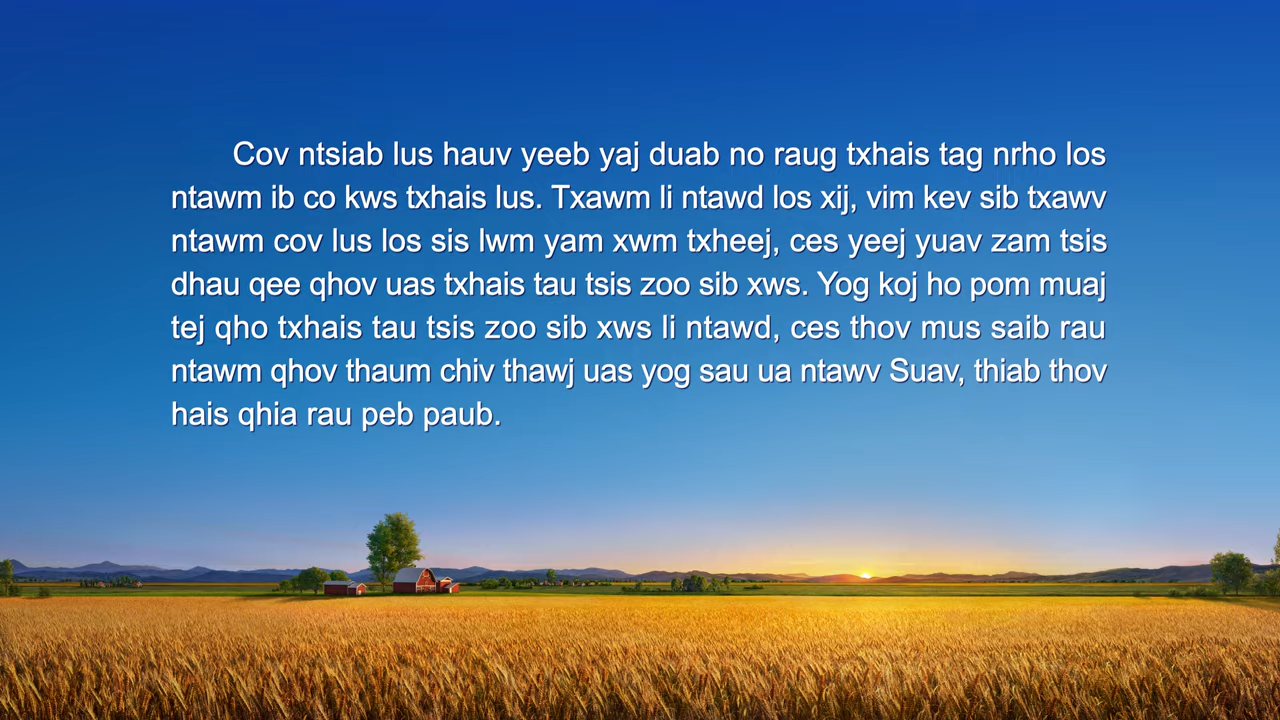 Cov ntsiab lus hauv yeeb yaj duab no raug txhais tag nrho los
ntawm ib co kws txhais lus. Txawm li ntawd los xij, vim kev sib txawv
ntawm cov lus los sis lwm yam xwm txheej, ces yeej yuav zam tsis
dhau qee qhov uas txhais tau tsis zoo sib xws. Yog koj ho pom muaj
tej qho txhais tau tsis zoo sib xws li ntawd, ces thov mus saib rau
ntawm qhov thaum chiv thawj uas yog sau ua ntawv Suav, thiab thov
hais qhia rau peb paub.